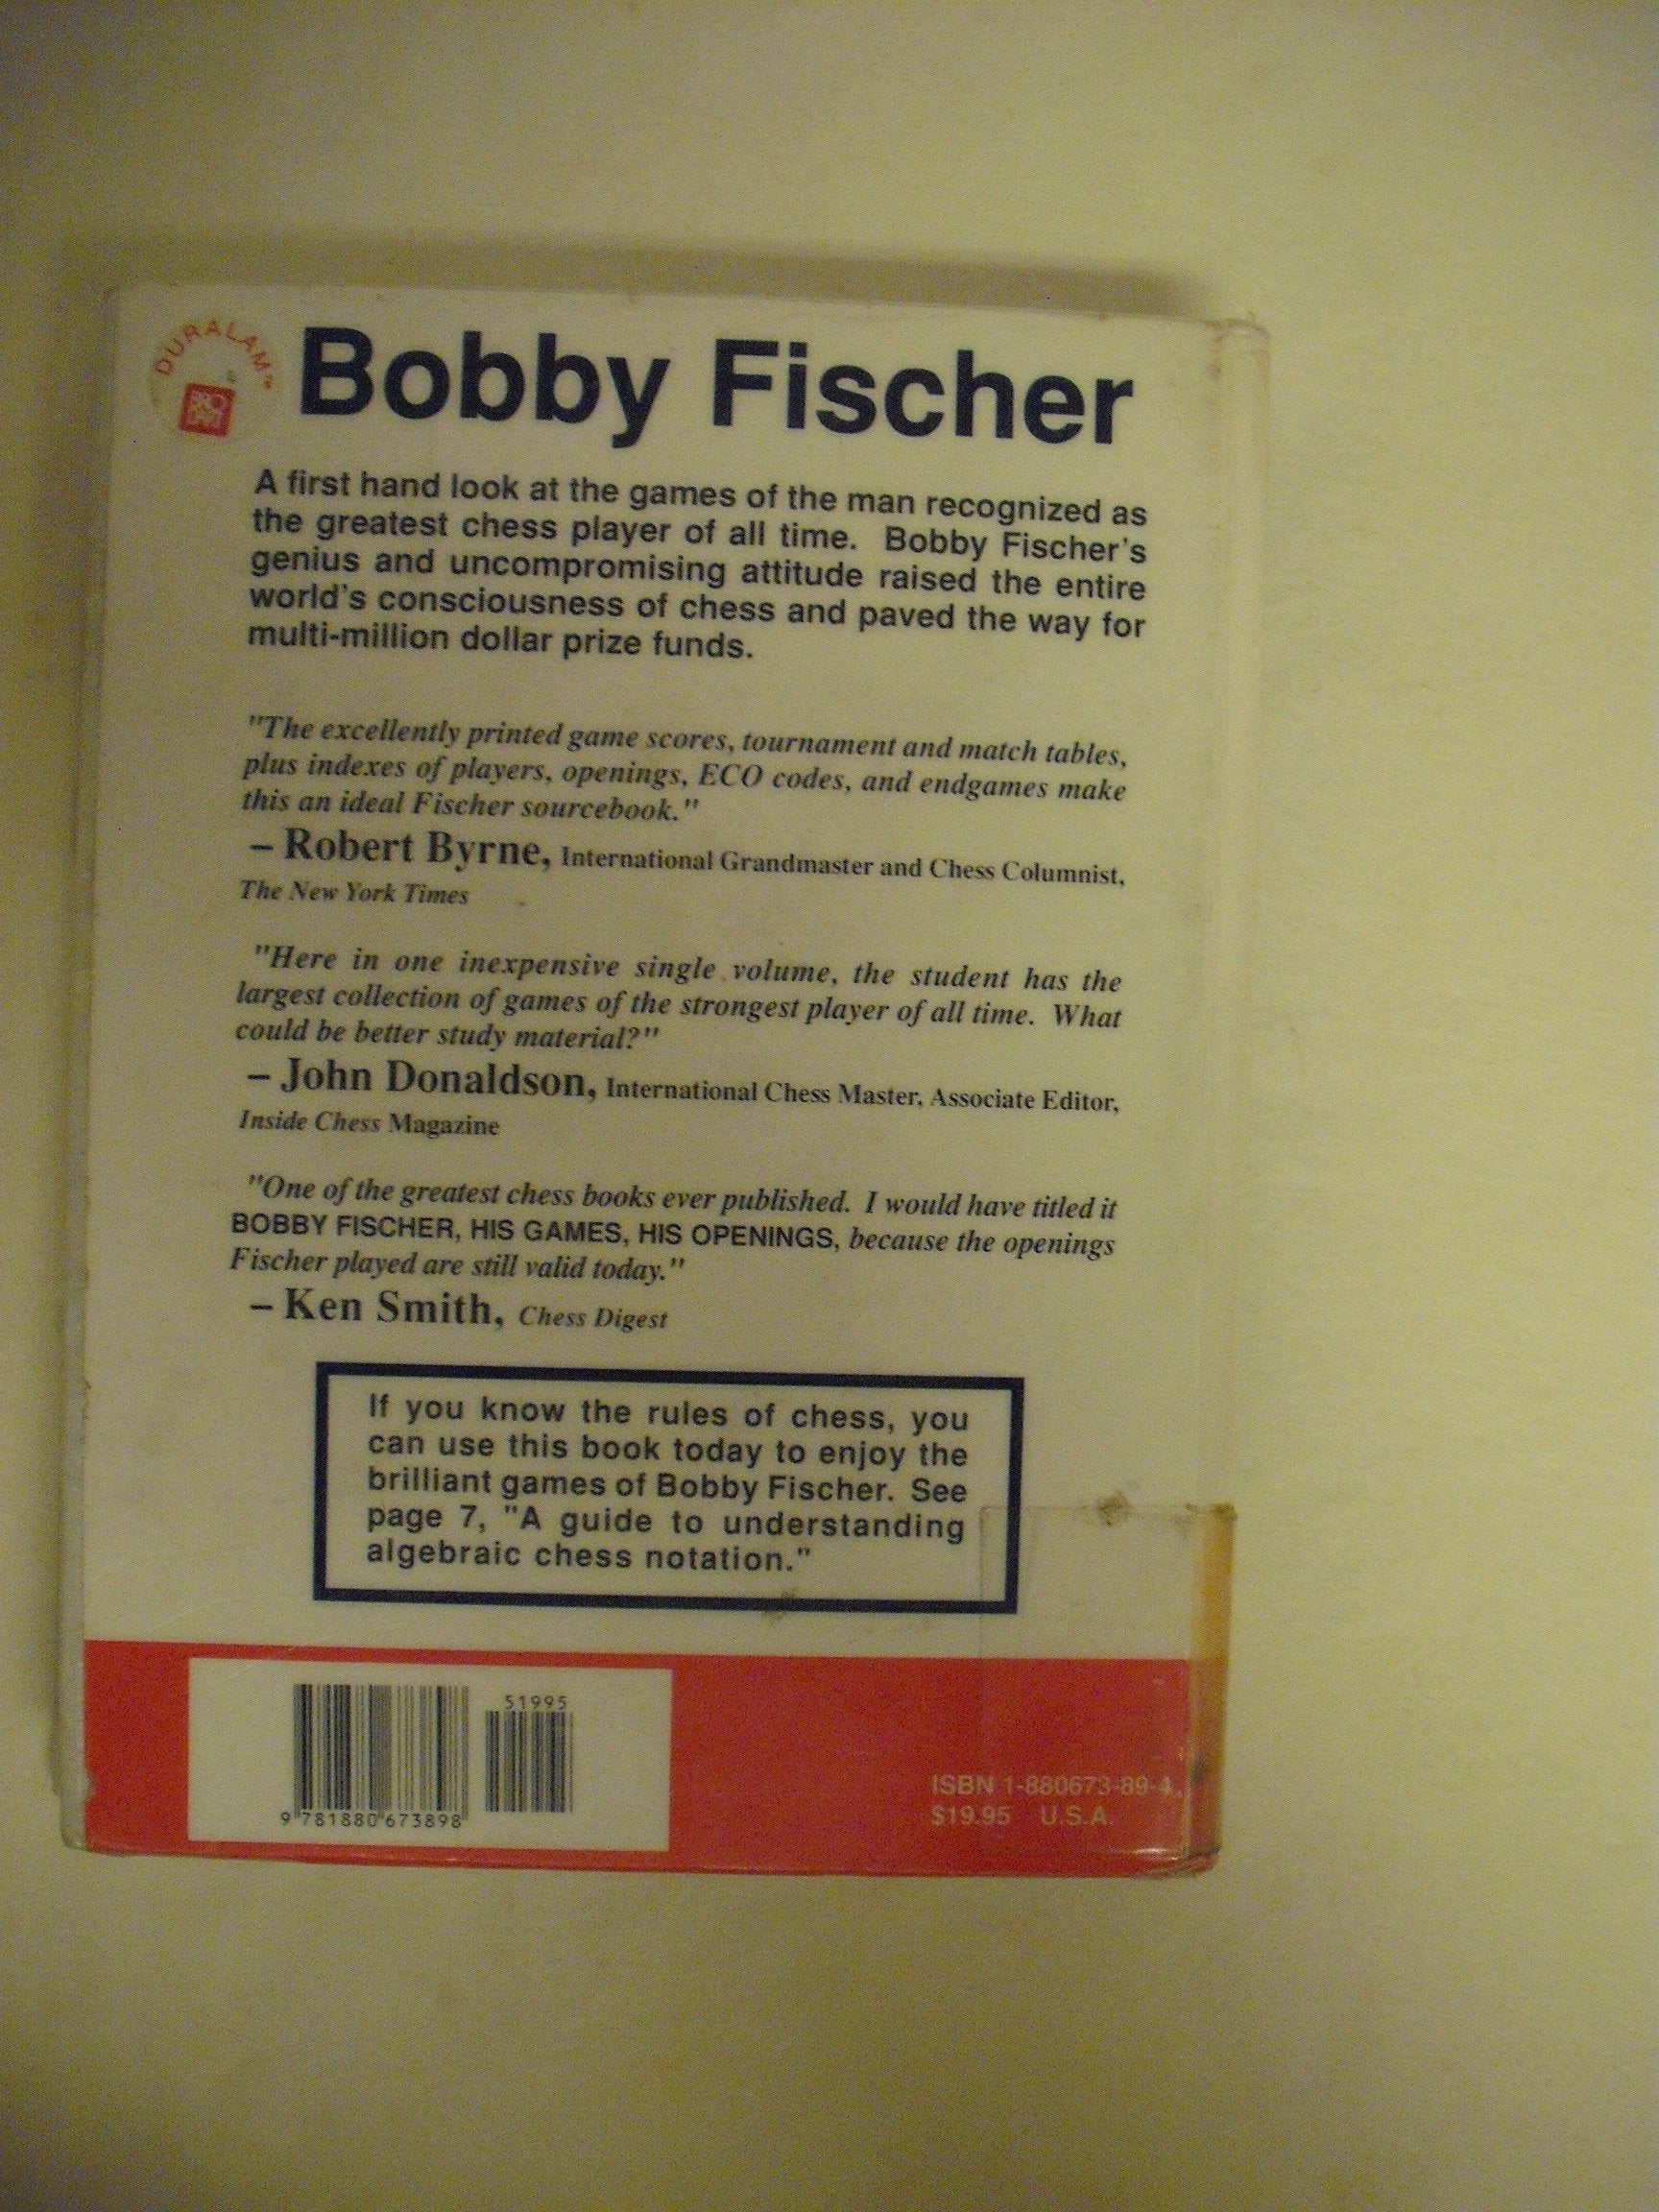 DURALAM™
Bobby Fischer
A first hand look at the games of the man recognized as
the greatest chess player of all time. Bobby Fischer's
genius and uncompromising attitude raised the entire
world's consciousness of chess and paved the way for
multi-million dollar prize funds.
"The excellently printed game scores, tournament and match tables,
plus indexes of players, openings, ECO codes, and endgames make
this an ideal Fischer sourcebook."
– Robert Byrne, International Grandmaster and Chess Columnist,
The New York Times
"Here in one inexpensive single volume, the student has the
largest collection of games of the strongest player of all time. What
could be better study material?"
– John Donaldson, International Chess Master, Associate Editor,
Inside Chess Magazine
"One of the greatest chess books ever published. I would have titled it
BOBBY FISCHER, HIS GAMES, HIS OPENINGS, because the openings
Fischer played are still valid today."
– Ken Smith, Chess Digest
If you know the rules of chess, you
can use this book today to enjoy the
brilliant games of Bobby Fischer. See
page 7, "A guide to understanding
algebraic chess notation."
51995
9 781880 673898
ISBN 1-880673-89-4
$19.95 U.S.A.